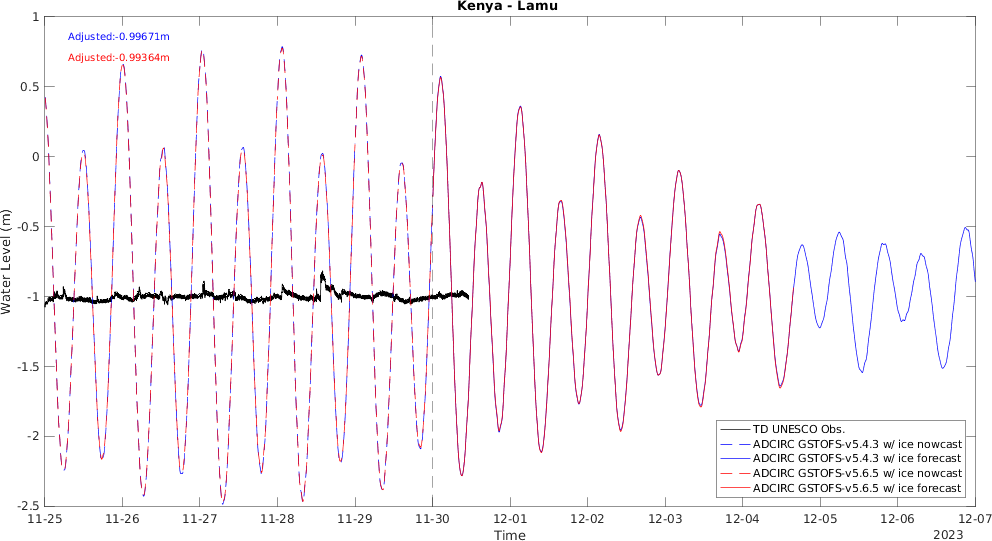 Kenya - Lamu
Adjusted:-0.99671m
Adjusted:-0.99364m
1
0.5
0
-0.5
-1
-1.5
-2
-2.5
Water Level (m)
TD UNESCO Obs.
ADCIRC GSTOFS-v5.4.3 w/ ice nowcast
ADCIRC GSTOFS-v5.4.3 w/ ice forecast
ADCIRC GSTOFS-v5.6.5 w/ ice nowcast
ADCIRC GSTOFS-v5.6.5 w/ ice forecast
11-25 11-26 11-27 11-28 11-29 11-30 12-01 12-02 12-03 12-04 12-05 12-06 12-07
Time
2023